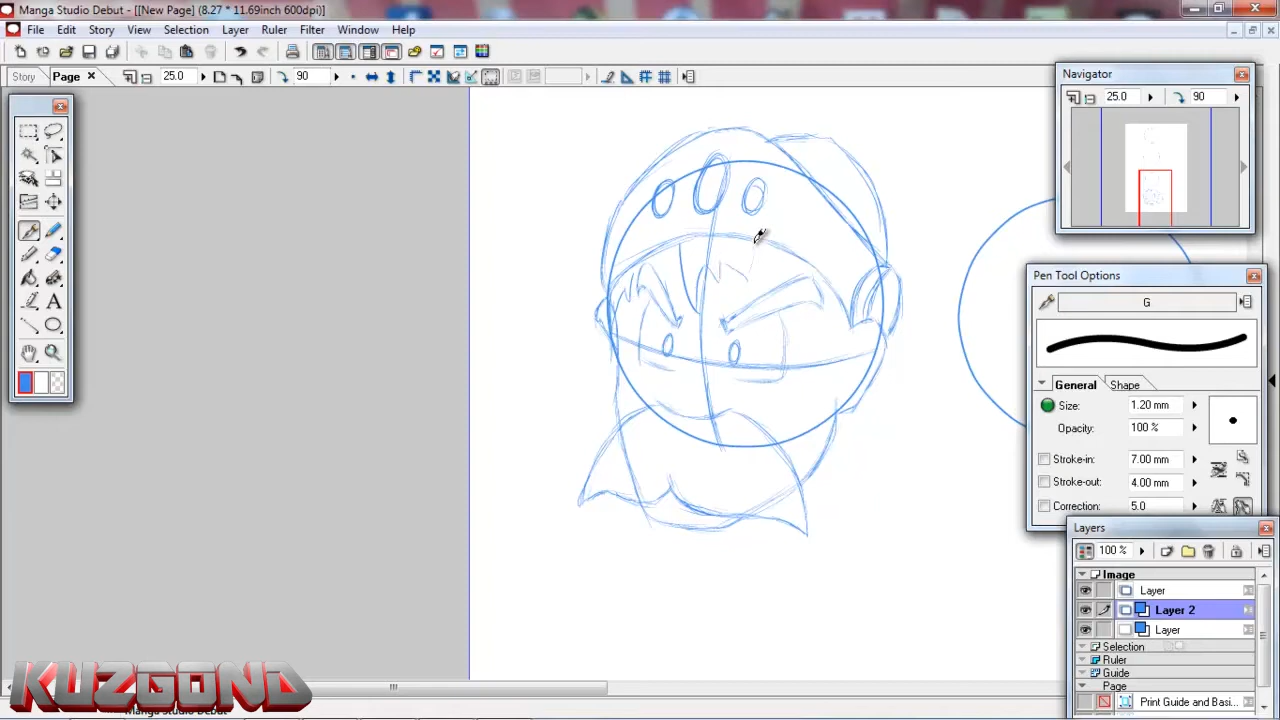 Manga Studio Debut - [[New Page] (8.27 * 11.69inch 600dpi)]
File Edit Story View Selection Layer Ruler Filter Window Help
Story Page 25.0 90
Navigator
25.0 90
Pen Tool Options
G
General Shape
Size: 1.20 mm
Opacity: 100 %
Stroke-in: 7.00 mm
Stroke-out: 4.00 mm
Correction: 5.0
Layers
100 %
Image
Layer
Layer 2
Layer
Selection
Ruler
Guide
Page
Print Guide and Basi...
KUZGOND